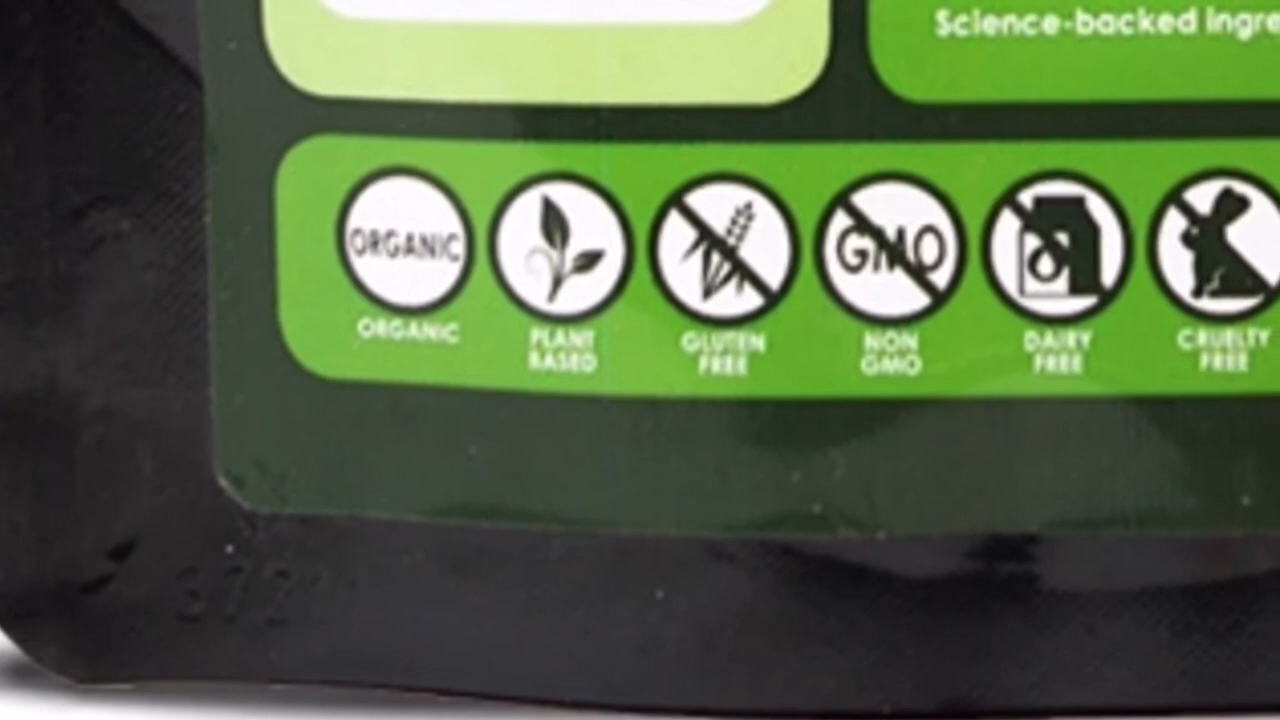 Science-backed ingre
ORGANIC
GMO
ORGANIC
PLANT
BASED
GLUTEN
FREE
NON
GMO
DAIRY
FREE
CRUELTY
FREE